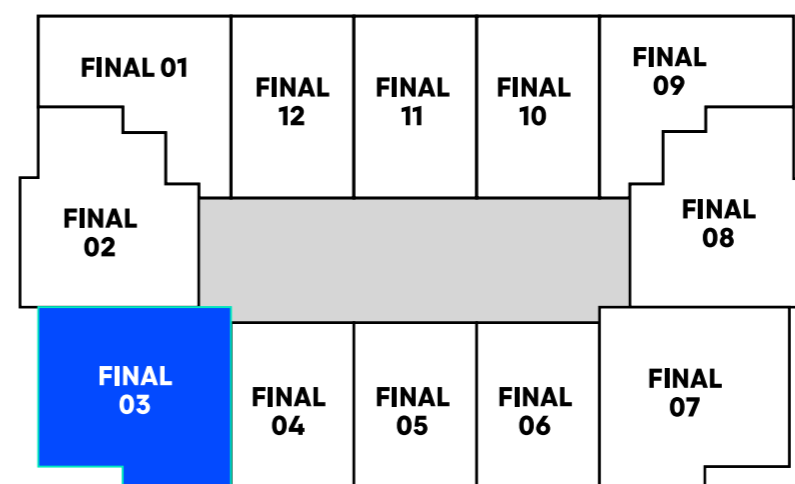 FINAL 01
FINAL
12
FINAL
11
FINAL
10
FINAL
09
FINAL
02
FINAL
08
FINAL
03
FINAL
04
FINAL
05
FINAL
06
FINAL
07